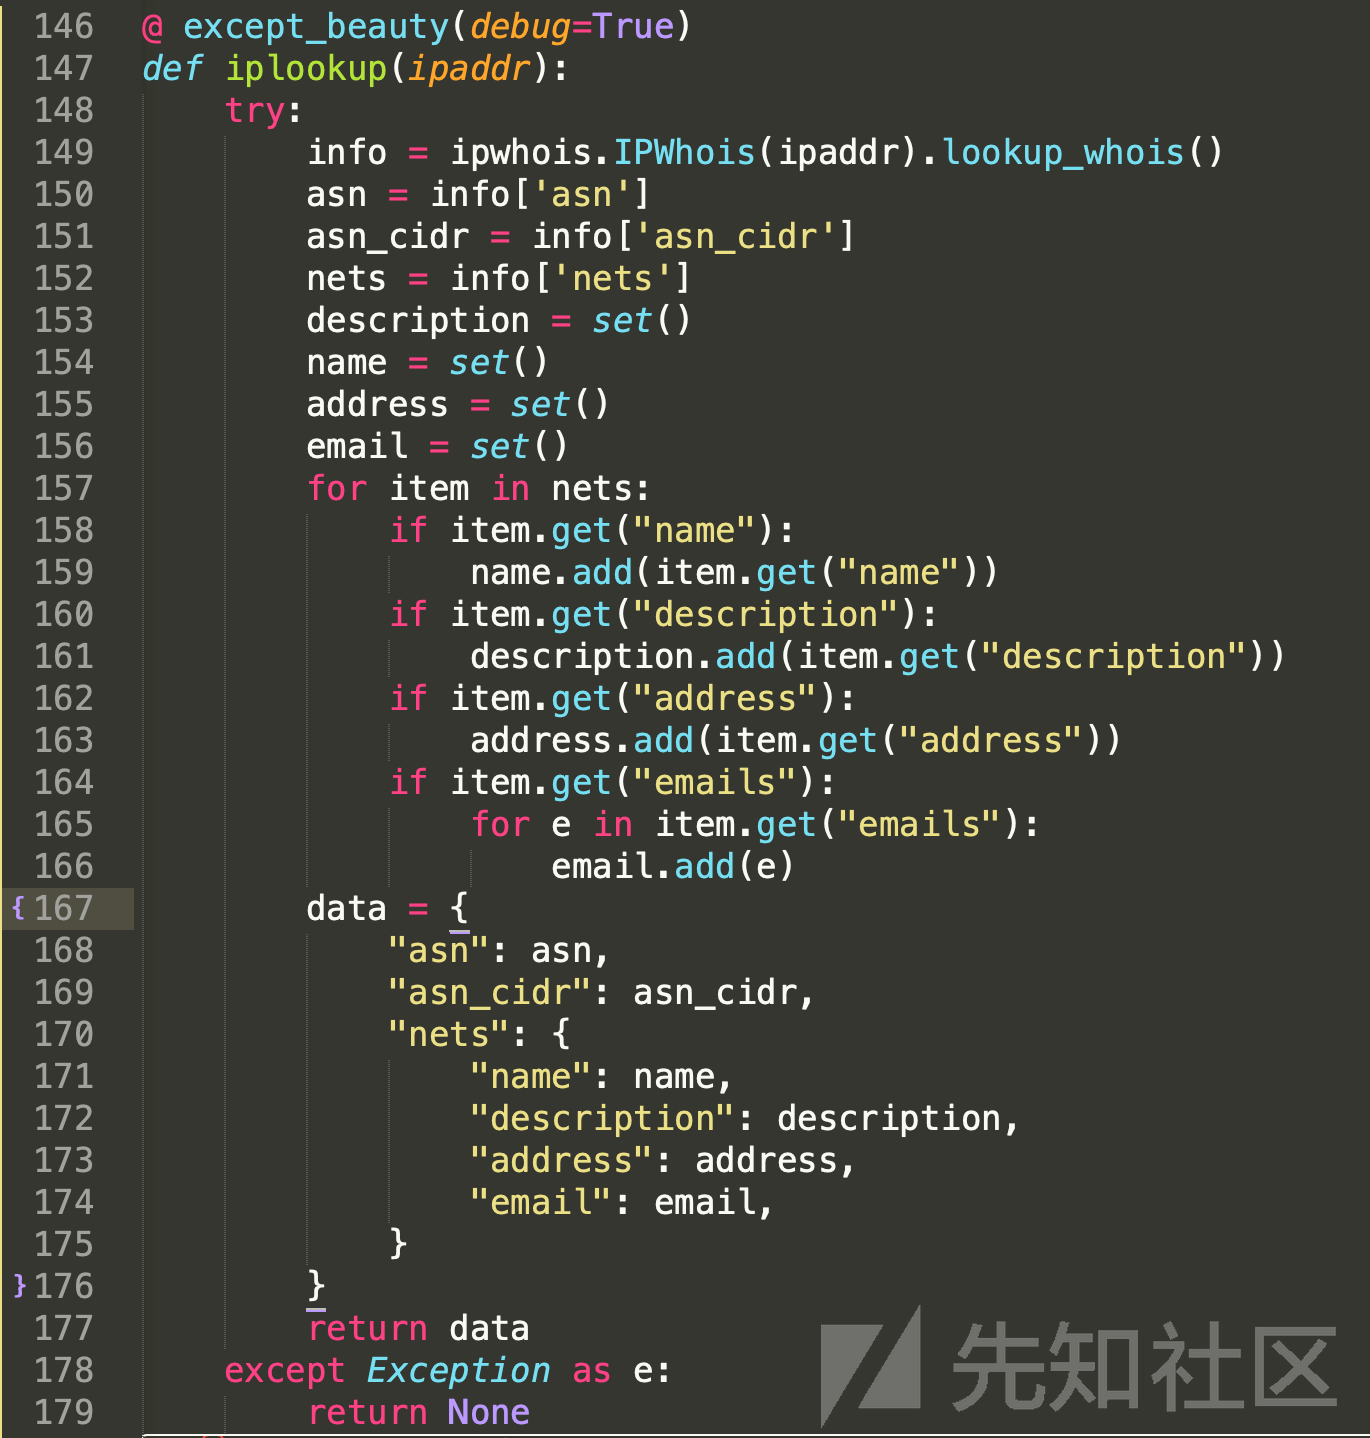 146 @ except_beauty(debug=True)
147 def iplookup(ipaddr):
148     try:
149         info = ipwhois.IPWhois(ipaddr).lookup_whois()
150         asn = info['asn']
151         asn_cidr = info['asn_cidr']
152         nets = info['nets']
153         description = set()
154         name = set()
155         address = set()
156         email = set()
157         for item in nets:
158             if item.get("name"):
159                 name.add(item.get("name"))
160             if item.get("description"):
161                 description.add(item.get("description"))
162             if item.get("address"):
163                 address.add(item.get("address"))
164             if item.get("emails"):
165                 for e in item.get("emails"):
166                     email.add(e)
{ 167         data = {
168             "asn": asn,
169             "asn_cidr": asn_cidr,
170             "nets": {
171                 "name": name,
172                 "description": description,
173                 "address": address,
174                 "email": email,
175             }
} 176         }
177         return data
178     except Exception as e:
179         return None
先知社区